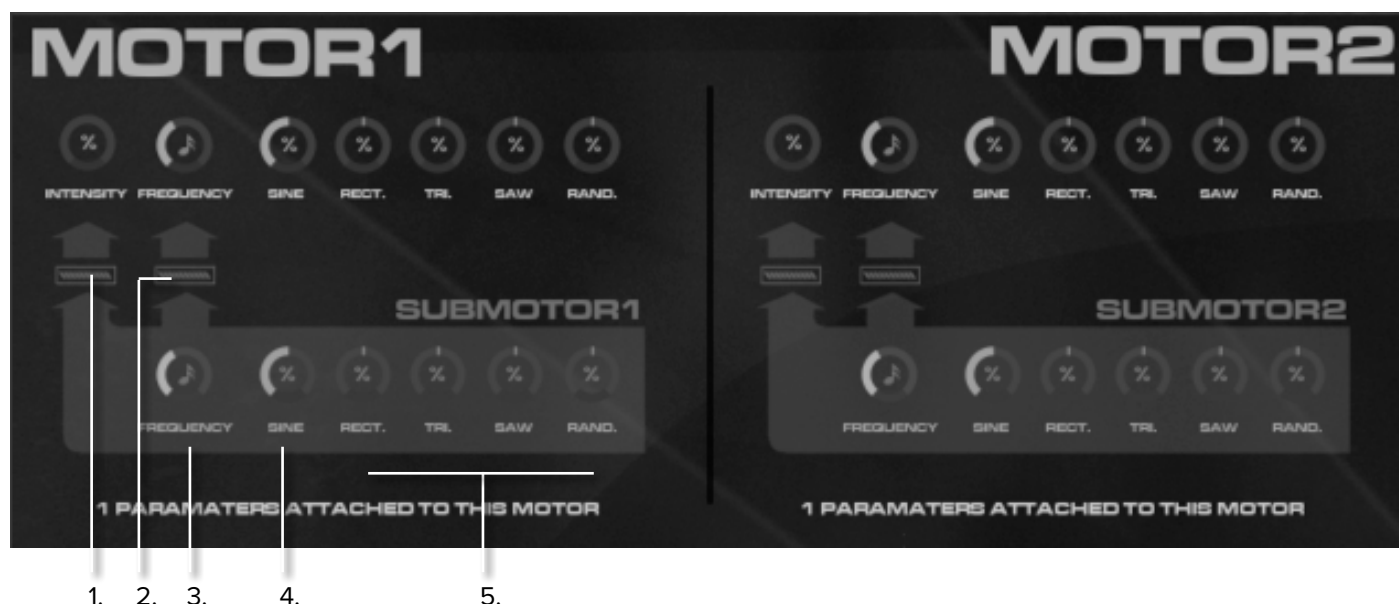 MOTOR1
% % % % % %
INTENSITY FREQUENCY SINE RECT. TRI. SAW RAND.
SUBMOTOR1
% % % % %
FREQUENCY SINE RECT. TRI. SAW RAND.
1 PARAMATERS ATTACHED TO THIS MOTOR
MOTOR2
% % % % % %
INTENSITY FREQUENCY SINE RECT. TRI. SAW RAND.
SUBMOTOR2
% % % % %
FREQUENCY SINE RECT. TRI. SAW RAND.
1 PARAMATERS ATTACHED TO THIS MOTOR
1. 2. 3. 4. 5.